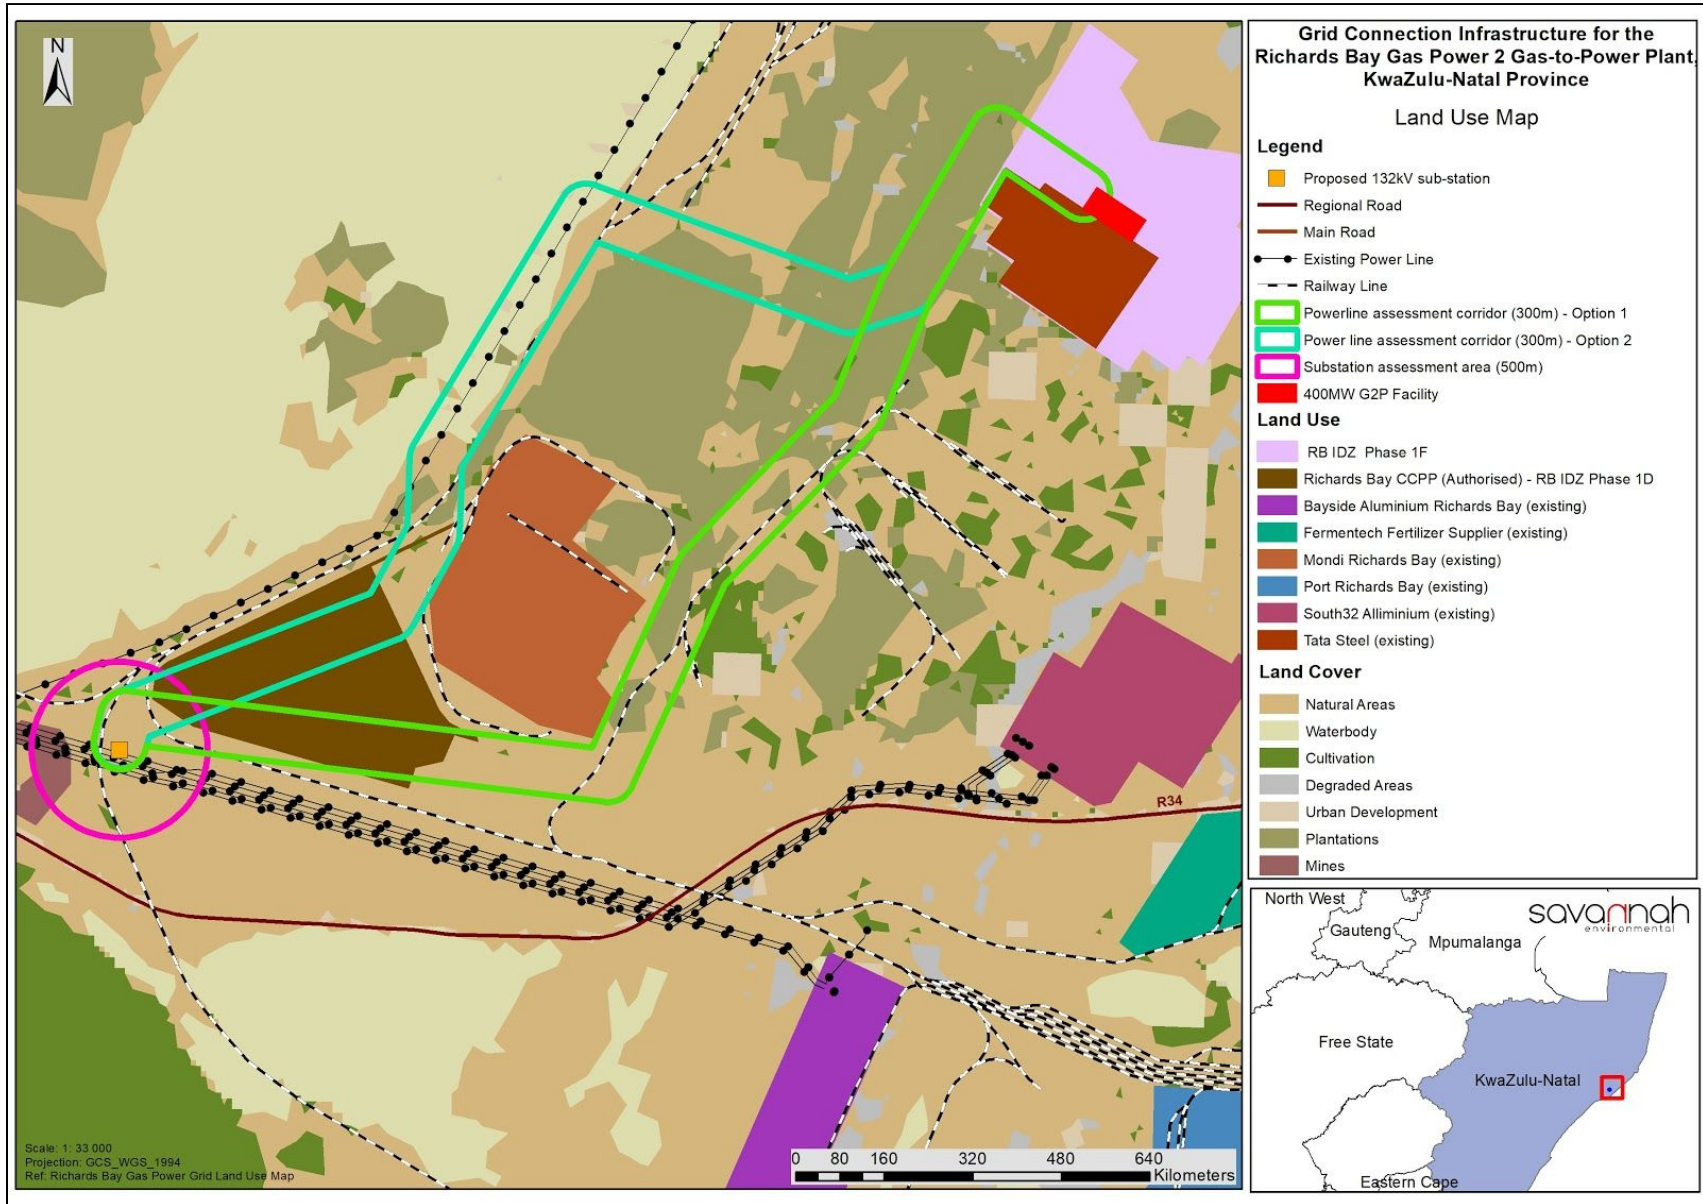 N
R34
Scale: 1: 33 000
Projection: GCS_WGS_1994
Ref: Richards Bay Gas Power Grid Land Use Map
0 80 160 320 480 640
Kilometers
Grid Connection Infrastructure for the
Richards Bay Gas Power 2 Gas-to-Power Plant,
KwaZulu-Natal Province
Land Use Map
Legend
Proposed 132kV sub-station
Regional Road
Main Road
Existing Power Line
Railway Line
Powerline assessment corridor (300m) - Option 1
Power line assessment corridor (300m) - Option 2
Substation assessment area (500m)
400MW G2P Facility
Land Use
RB IDZ Phase 1F
Richards Bay CCPP (Authorised) - RB IDZ Phase 1D
Bayside Aluminium Richards Bay (existing)
Fermentech Fertilizer Supplier (existing)
Mondi Richards Bay (existing)
Port Richards Bay (existing)
South32 Alliminium (existing)
Tata Steel (existing)
Land Cover
Natural Areas
Waterbody
Cultivation
Degraded Areas
Urban Development
Plantations
Mines
North West
savannah
environmental
Gauteng
Mpumalanga
Free State
KwaZulu-Natal
Eastern Cape